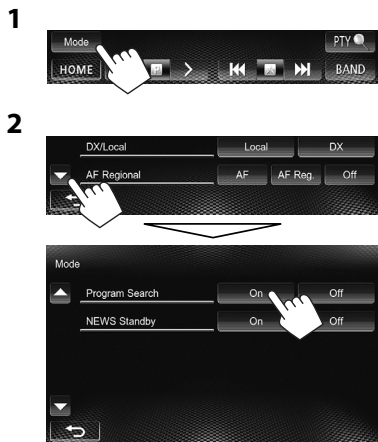 1
Mode
PTY
HOME
BAND
2
DX/Local Local DX
AF Regional AF AF Reg. Off
Mode
Program Search On Off
NEWS Standby On Off